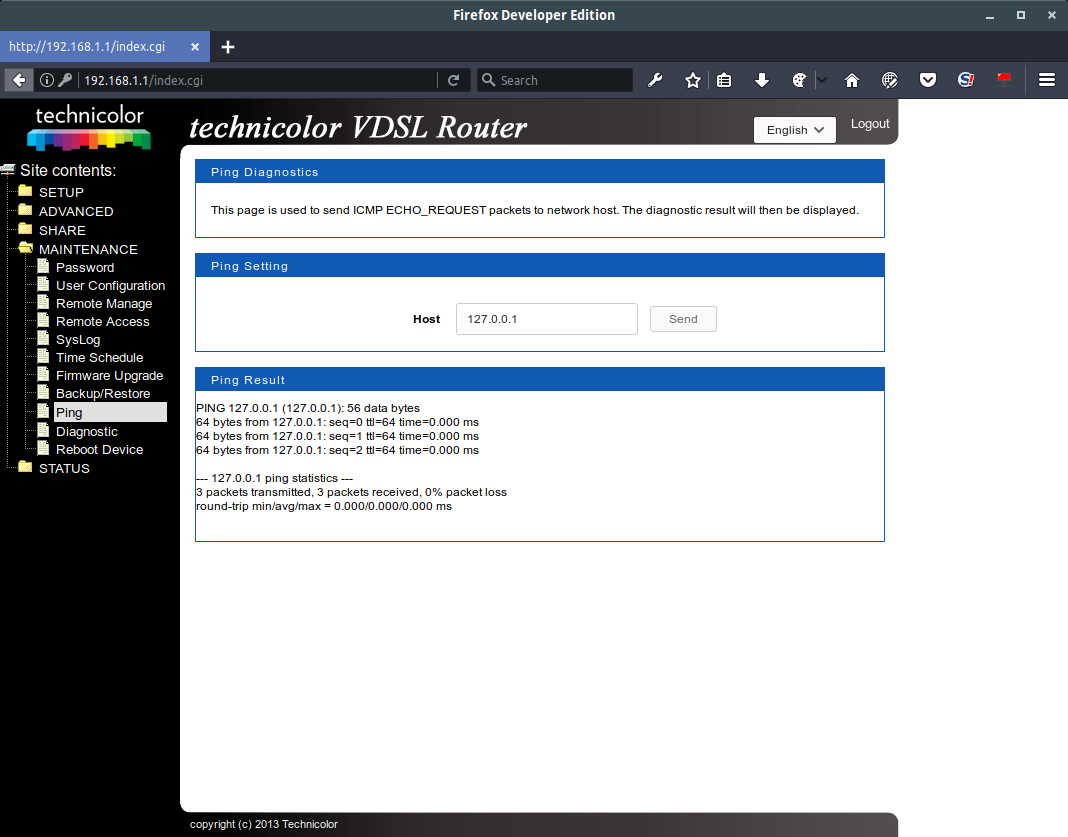 Firefox Developer Edition
http://192.168.1.1/index.cgi
192.168.1.1/index.cgi
Search
technicolor
technicolor VDSL Router
English
Logout
Site contents:
SETUP
ADVANCED
SHARE
MAINTENANCE
Password
User Configuration
Remote Manage
Remote Access
SysLog
Time Schedule
Firmware Upgrade
Backup/Restore
Ping
Diagnostic
Reboot Device
STATUS
Ping Diagnostics
This page is used to send ICMP ECHO_REQUEST packets to network host. The diagnostic result will then be displayed.
Ping Setting
Host 127.0.0.1 Send
Ping Result
PING 127.0.0.1 (127.0.0.1): 56 data bytes
64 bytes from 127.0.0.1: seq=0 ttl=64 time=0.000 ms
64 bytes from 127.0.0.1: seq=1 ttl=64 time=0.000 ms
64 bytes from 127.0.0.1: seq=2 ttl=64 time=0.000 ms
--- 127.0.0.1 ping statistics ---
3 packets transmitted, 3 packets received, 0% packet loss
round-trip min/avg/max = 0.000/0.000/0.000 ms
copyright (c) 2013 Technicolor